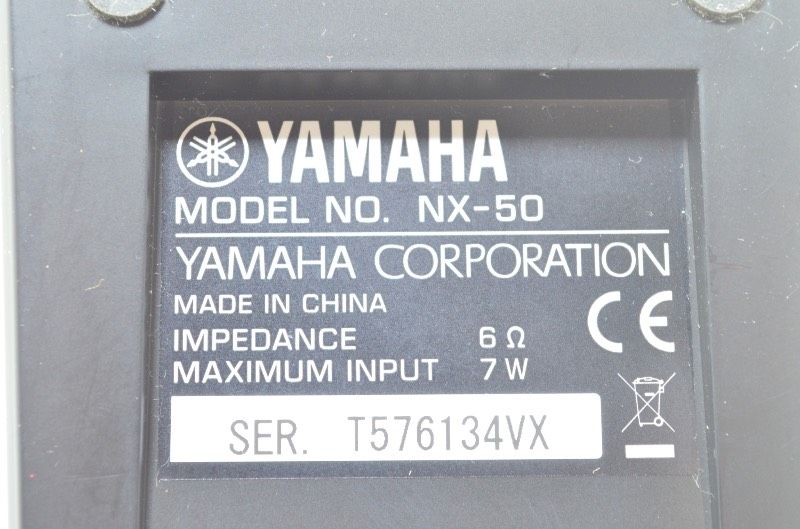 YAMAHA
MODEL NO. NX-50
YAMAHA CORPORATION
MADE IN CHINA
IMPEDANCE 6 Ω
MAXIMUM INPUT 7 W
CE
SER. T576134VX